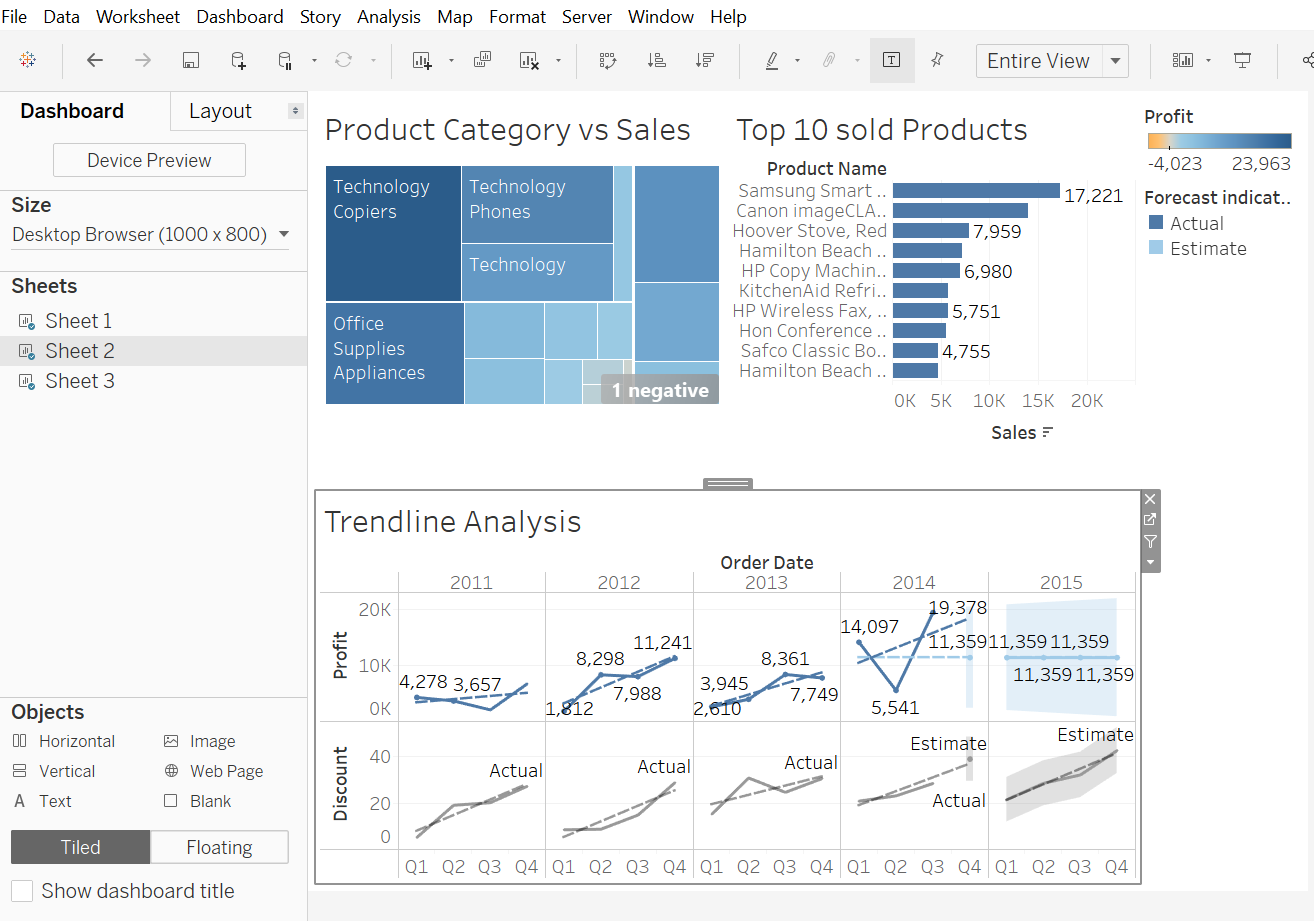 File Data Worksheet Dashboard Story Analysis Map Format Server Window Help
Entire View
Dashboard Layout
Device Preview
Size
Desktop Browser (1000 x 800)
Sheets
Sheet 1
Sheet 2
Sheet 3
Objects
Horizontal Image
Vertical Web Page
A Text Blank
Tiled Floating
Show dashboard title
Product Category vs Sales
Technology
Copiers
Technology
Phones
Technology
Office
Supplies
Appliances
1 negative
Top 10 sold Products
Product Name
Samsung Smart .. 17,221
Canon imageCLA..
Hoover Stove, Red 7,959
Hamilton Beach ..
HP Copy Machin.. 6,980
KitchenAid Refri..
HP Wireless Fax, .. 5,751
Hon Conference ..
Safco Classic Bo.. 4,755
Hamilton Beach ..
0K 5K 10K 15K 20K
Sales
Profit
-4,023 23,963
Forecast indicat..
Actual
Estimate
Trendline Analysis
Order Date
2011 2012 2013 2014 2015
Profit
20K
10K
0K
4,278 3,657
1,812 8,298 7,988 11,241
2,610 3,945 8,361 7,749
14,097 5,541 19,378 11,359
11,359 11,359
11,359 11,359
Discount
40
20
0
Actual
Actual
Actual
Estimate
Actual
Estimate
Q1 Q2 Q3 Q4 Q1 Q2 Q3 Q4 Q1 Q2 Q3 Q4 Q1 Q2 Q3 Q4 Q1 Q2 Q3 Q4